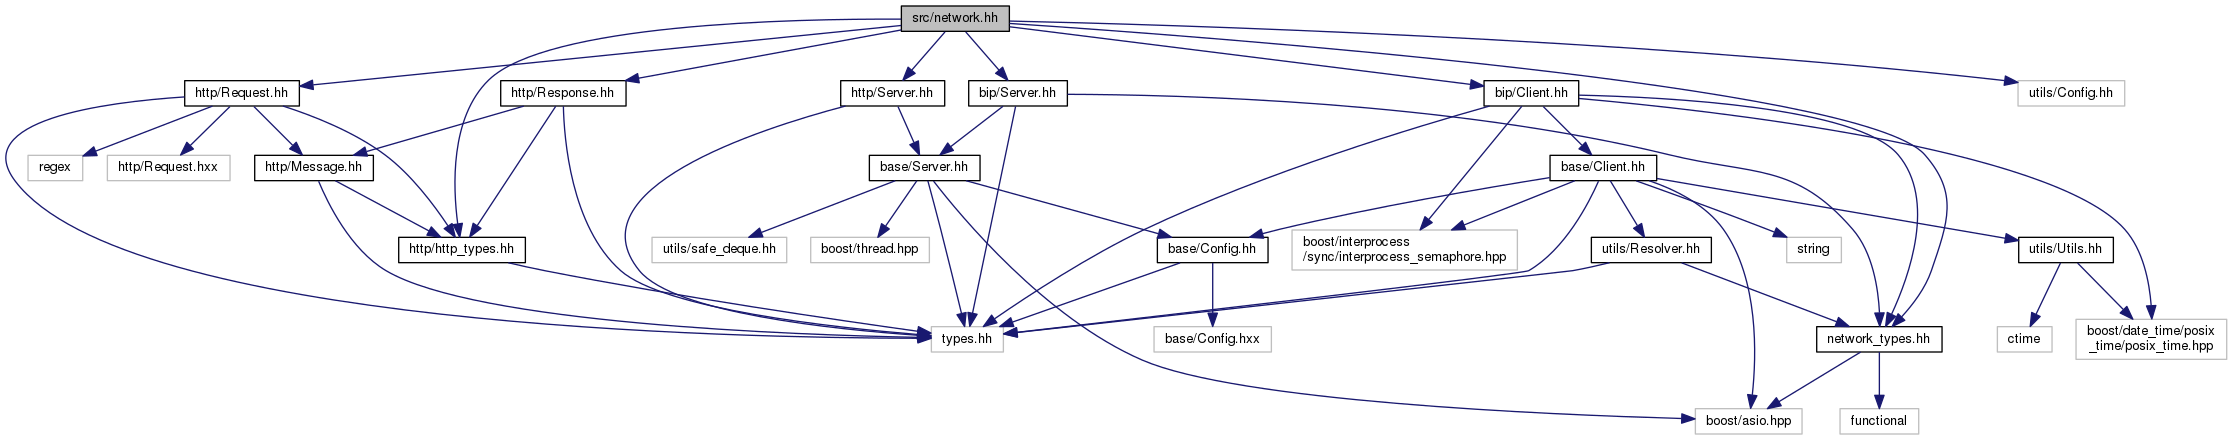 src/network.hh
http/Request.hh
http/Response.hh
http/Server.hh
bip/Server.hh
bip/Client.hh
utils/Config.hh
regex
http/Request.hxx
http/Message.hh
base/Server.hh
base/Client.hh
http/http_types.hh
utils/safe_deque.hh
boost/thread.hpp
base/Config.hh
boost/interprocess
/sync/interprocess_semaphore.hpp
utils/Resolver.hh
string
utils/Utils.hh
types.hh
base/Config.hxx
network_types.hh
ctime
boost/date_time/posix
_time/posix_time.hpp
boost/asio.hpp
functional